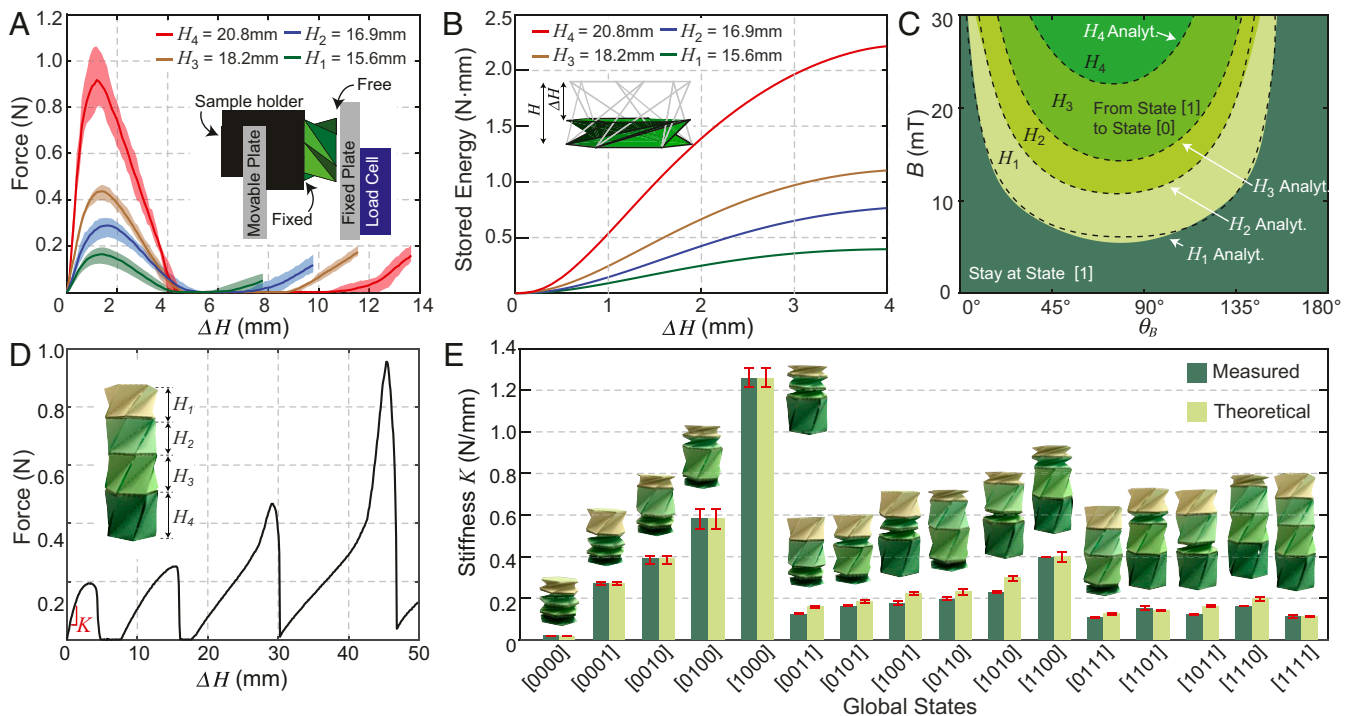 A
1.2
1.0
0.8
0.6
0.4
0.2
Force (N)
0
2
4
6
8
10
12
14
ΔH (mm)
H4 = 20.8mm
H2 = 16.9mm
H3 = 18.2mm
H1 = 15.6mm
Sample holder
Free
Movable Plate
Fixed Plate
Load Cell
Fixed
B
2.5
2.0
1.5
1.0
0.5
Stored Energy (N·mm)
0
1
2
3
4
ΔH (mm)
H4 = 20.8mm
H2 = 16.9mm
H3 = 18.2mm
H1 = 15.6mm
H
ΔH
C
30
20
10
0
B (mT)
0°
45°
90°
135°
180°
θB
H4 Analyt.
H4
H3
From State [1]
to State [0]
H2
H1
H3 Analyt.
H2 Analyt.
H1 Analyt.
Stay at State [1]
D
1.0
0.8
0.6
0.4
0.2
Force (N)
0
10
20
30
40
50
ΔH (mm)
H1
H2
H3
H4
K
E
1.4
1.2
1.0
0.8
0.6
0.4
0.2
0
Stiffness K (N/mm)
Measured
Theoretical
[0000]
[0001]
[0010]
[0100]
[1000]
[0011]
[0101]
[1001]
[0110]
[1010]
[1100]
[0111]
[1101]
[1011]
[1110]
[1111]
Global States